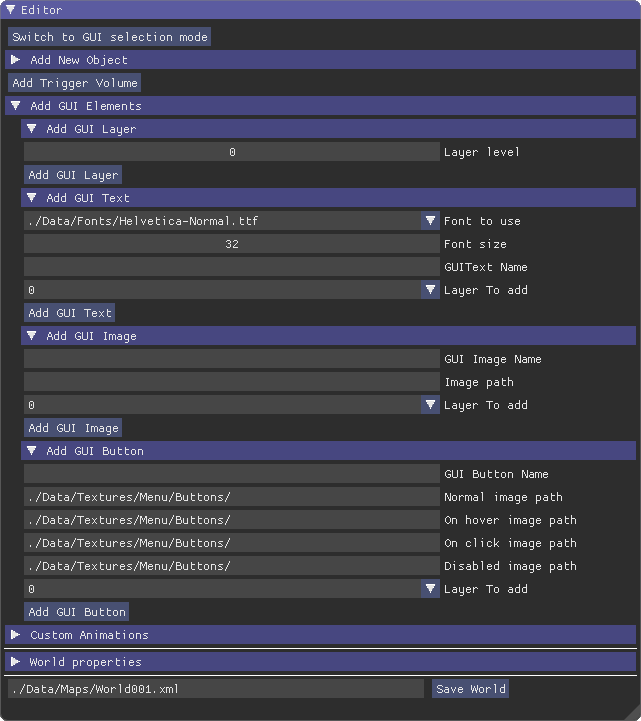 Editor
Switch to GUI selection mode
Add New Object
Add Trigger Volume
Add GUI Elements
Add GUI Layer
0 Layer level
Add GUI Layer
Add GUI Text
./Data/Fonts/Helvetica-Normal.ttf Font to use
32 Font size
GUIText Name
0 Layer To add
Add GUI Text
Add GUI Image
GUI Image Name
Image path
0 Layer To add
Add GUI Image
Add GUI Button
GUI Button Name
./Data/Textures/Menu/Buttons/ Normal image path
./Data/Textures/Menu/Buttons/ On hover image path
./Data/Textures/Menu/Buttons/ On click image path
./Data/Textures/Menu/Buttons/ Disabled image path
0 Layer To add
Add GUI Button
Custom Animations
World properties
./Data/Maps/World001.xml Save World